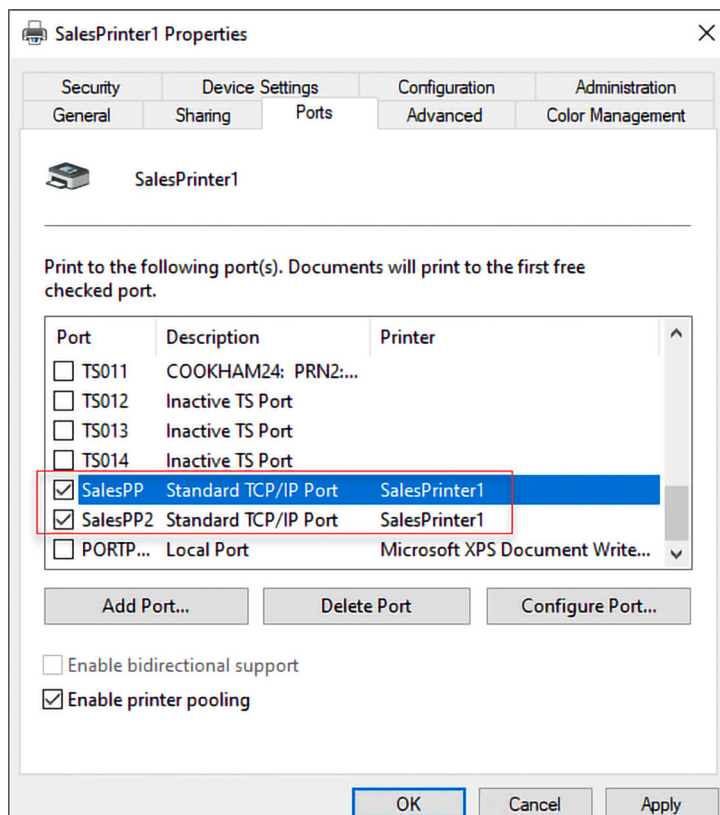 SalesPrinter1 Properties
Security Device Settings Configuration Administration
General Sharing Ports Advanced Color Management
SalesPrinter1
Print to the following port(s). Documents will print to the first free
checked port.
Port Description Printer
TS011 COOKHAM24: PRN2:...
TS012 Inactive TS Port
TS013 Inactive TS Port
TS014 Inactive TS Port
SalesPP Standard TCP/IP Port SalesPrinter1
SalesPP2 Standard TCP/IP Port SalesPrinter1
PORTP... Local Port Microsoft XPS Document Write...
Add Port... Delete Port Configure Port...
Enable bidirectional support
Enable printer pooling
OK Cancel Apply